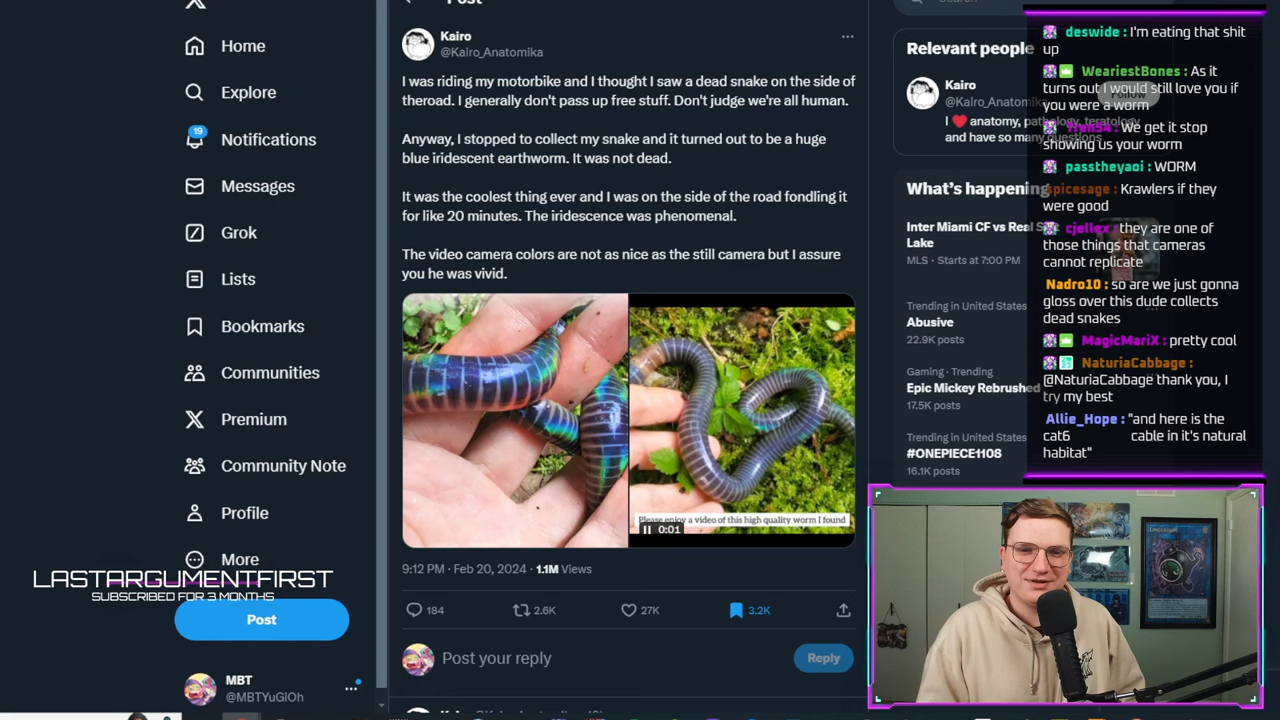 Post
Home
Explore
19
Notifications
Messages
Grok
Lists
Bookmarks
Communities
Premium
Community Note
Profile
More
LASTARGUMENTFIRST
SUBSCRIBED FOR 3 MONTHS
Post
MBT
@MBTYuGiOh
Kairo
@Kairo_Anatomika
I was riding my motorbike and I thought I saw a dead snake on the side of
theroad. I generally don't pass up free stuff. Don't judge we're all human.
Anyway, I stopped to collect my snake and it turned out to be a huge
blue iridescent earthworm. It was not dead.
It was the coolest thing ever and I was on the side of the road fondling it
for like 20 minutes. The iridescence was phenomenal.
The video camera colors are not as nice as the still camera but I assure
you he was vivid.
Please enjoy a video of this high quality worm I found
0:01
9:12 PM · Feb 20, 2024 · 1.1M Views
184
2.6K
27K
3.2K
Post your reply
Reply
Search
Relevant people
Kairo
@Kairo_Anatomika
Follow
I ❤️ anatomy, pathology, teratology
and have so many questions
What's happening
Inter Miami CF vs Real
Lake
MLS · Starts at 7:00 PM
Trending in United States
Abusive
22.9K posts
Gaming · Trending
Epic Mickey Rebrushed
17.5K posts
Trending in United States
#ONEPIECE1108
16.1K posts
deswide : I'm eating that shit
up
WeariestBones : As it
turns out I would still love you if
you were a worm
: We get it stop
showing us your worm
passtheyaoi : WORM
spicesage : Krawlers if they
were good
cjellex : they are one of
those things that cameras
cannot replicate
Nadro10 : so are we just gonna
gloss over this dude collects
dead snakes
MagicMariX : pretty cool
NaturiaCabbage :
@NaturiaCabbage thank you, I
try my best
Allie_Hope : "and here is the
cat6 cable in it's natural
habitat"